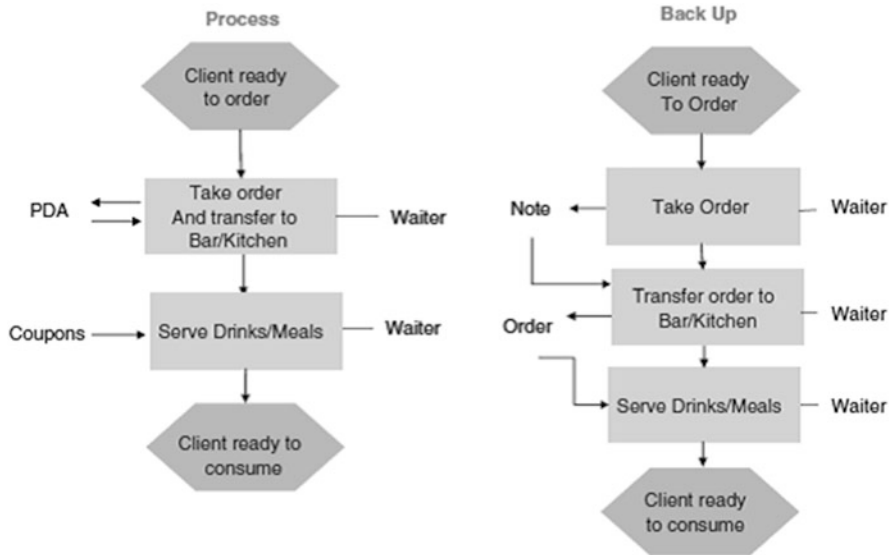 Process
Client ready
to order
PDA
Take order
And transfer to
Bar/Kitchen
Waiter
Coupons
Serve Drinks/Meals
Waiter
Client ready to
consume
Back Up
Client ready
To Order
Note
Take Order
Waiter
Transfer order to
Bar/Kitchen
Waiter
Order
Serve Drinks/Meals
Waiter
Client ready
to consume